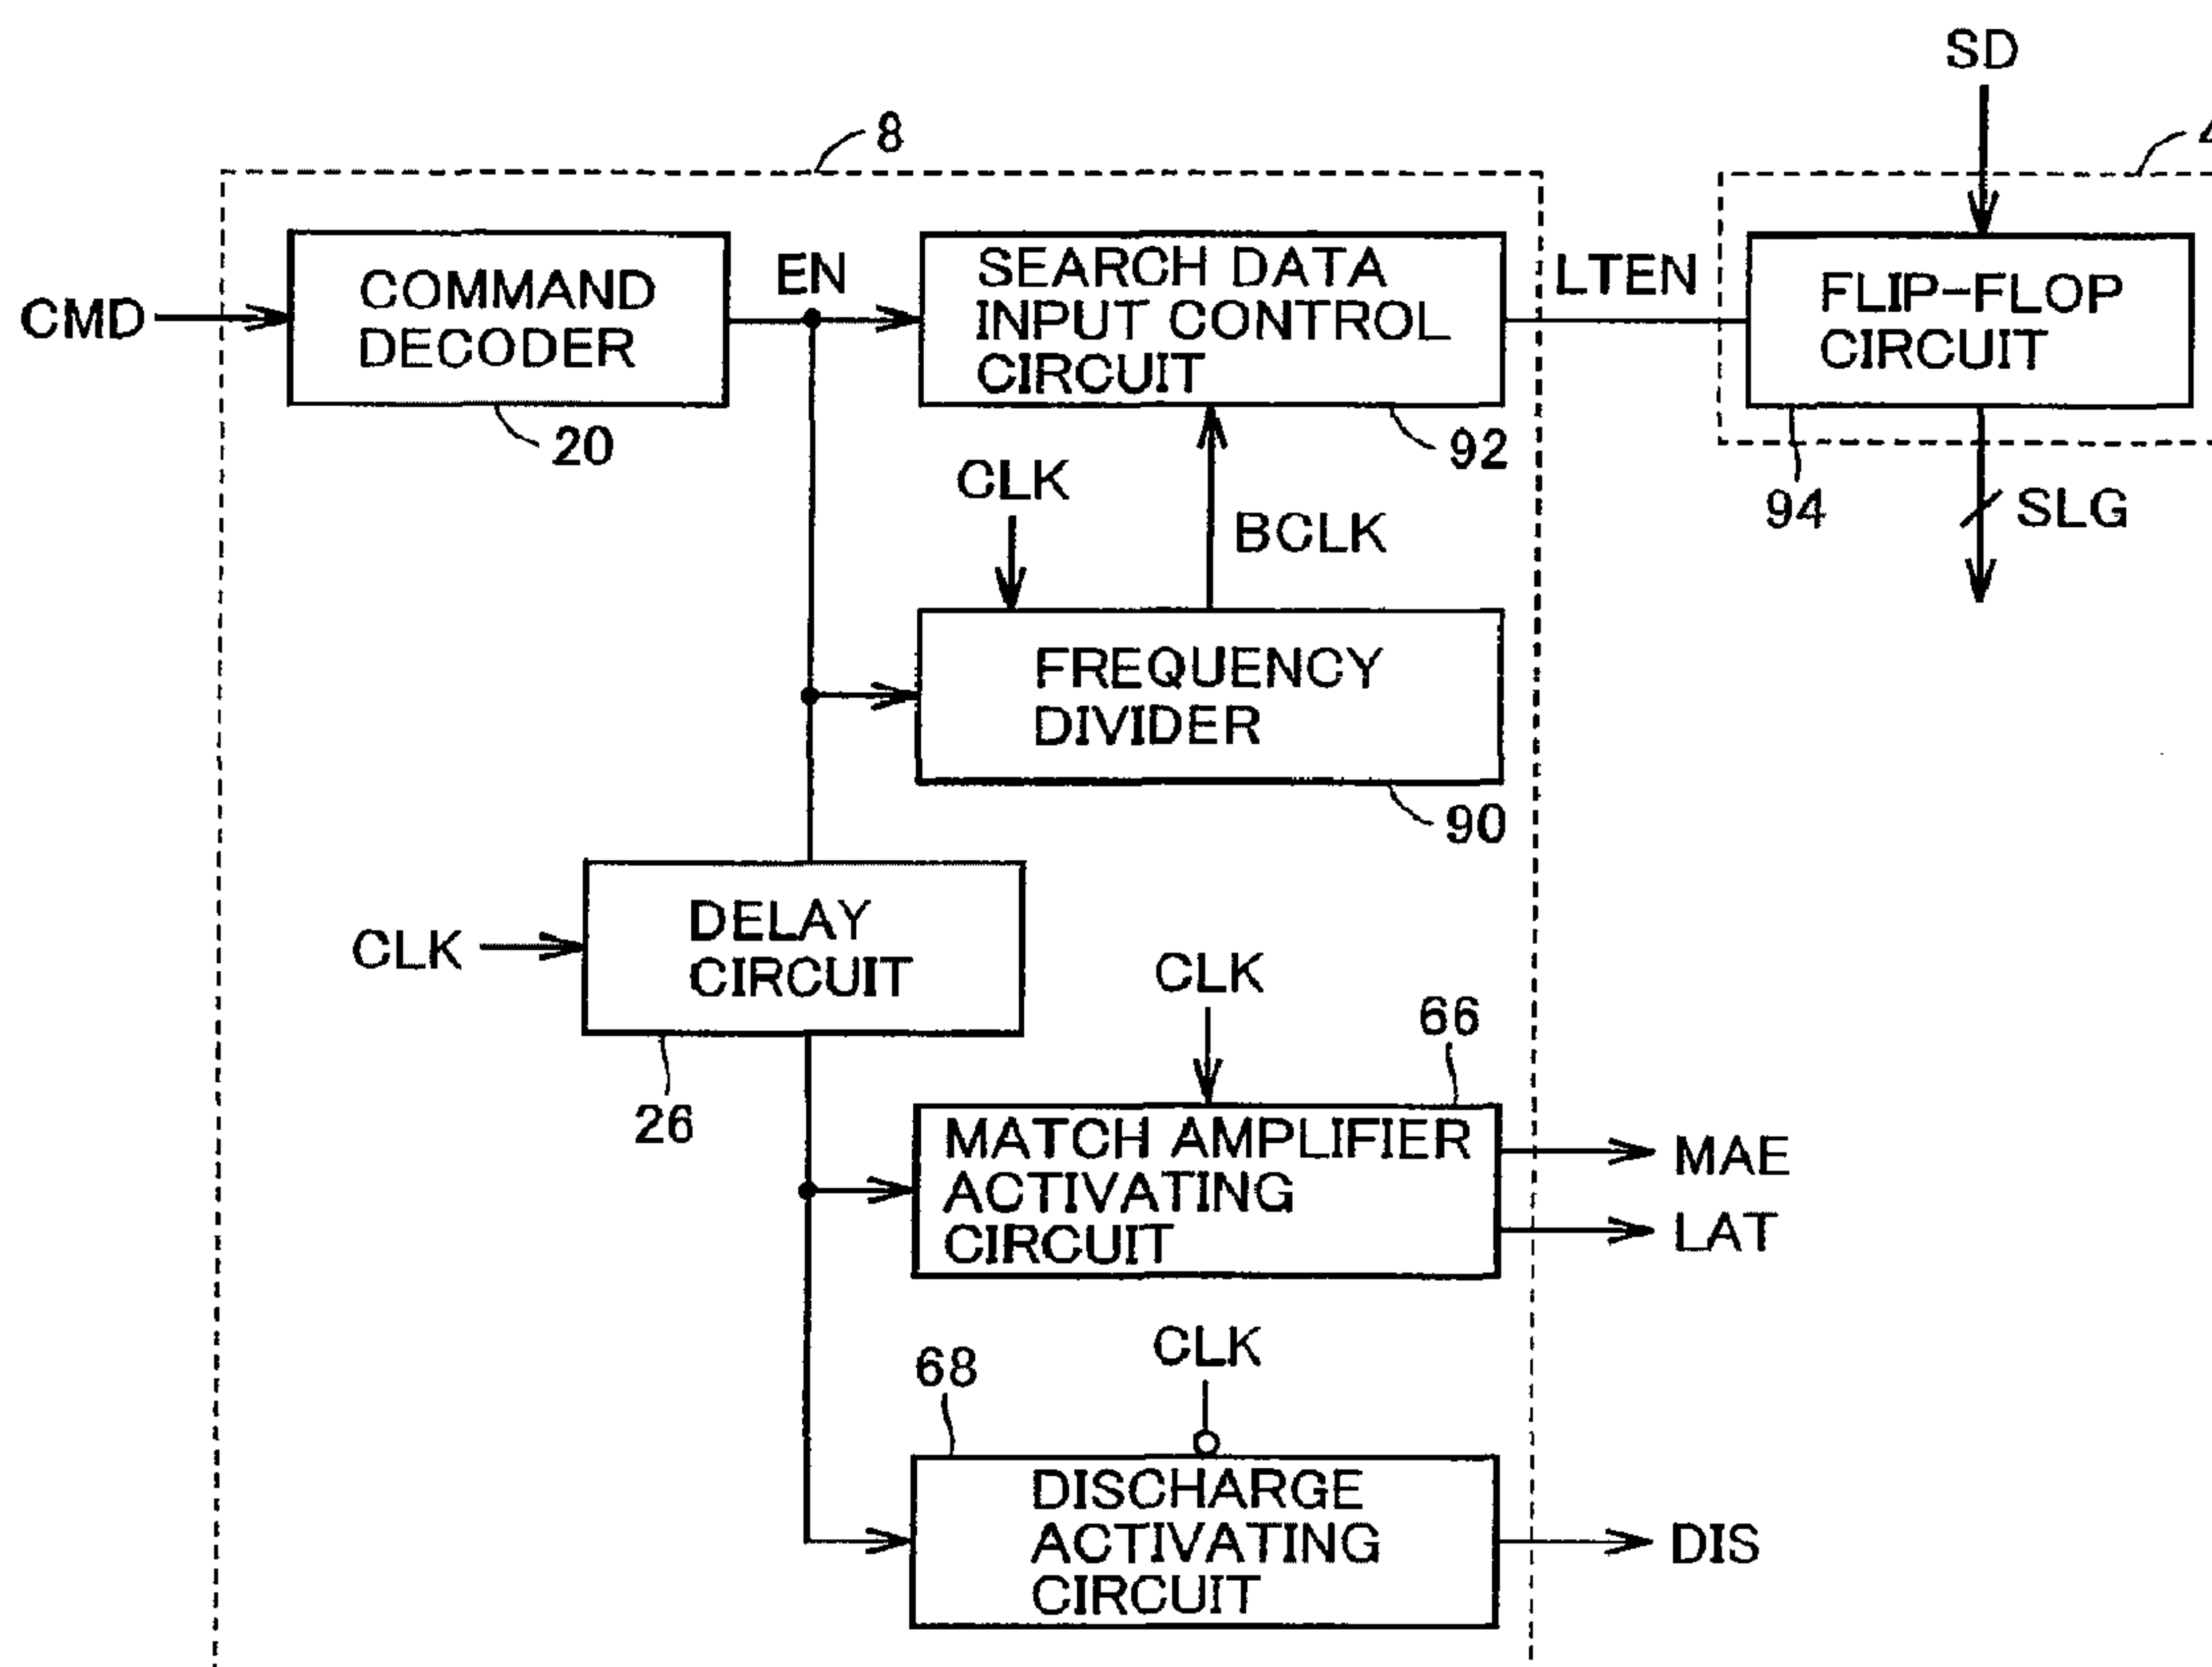 SD
8
4
COMMAND
DECODER
EN
SEARCH DATA
INPUT CONTROL
CIRCUIT
LTEN
FLIP-FLOP
CIRCUIT
CMD
20
92
94
SLG
CLK
BCLK
FREQUENCY
DIVIDER
90
CLK
DELAY
CIRCUIT
26
CLK
66
MATCH AMPLIFIER
ACTIVATING
CIRCUIT
MAE
LAT
CLK
68
DISCHARGE
ACTIVATING
CIRCUIT
DIS